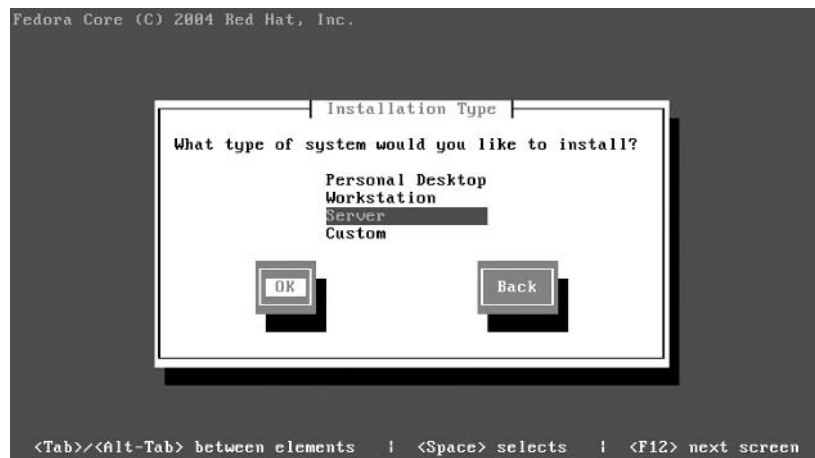 Fedora Core (C) 2004 Red Hat, Inc.
Installation Type
What type of system would you like to install?
Personal Desktop
Workstation
Server
Custom
OK Back
<Tab>/<Alt-Tab> between elements | <Space> selects | <F12> next screen